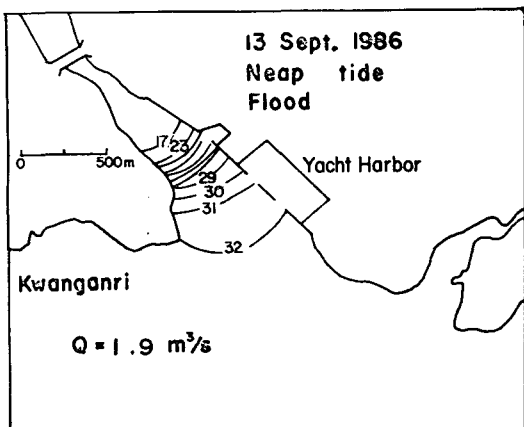 13 Sept. 1986
Neap tide
Flood
17
23
0 500m
Yacht Harbor
29
30
31
32
Kwanganri
Q = 1.9 m³/s